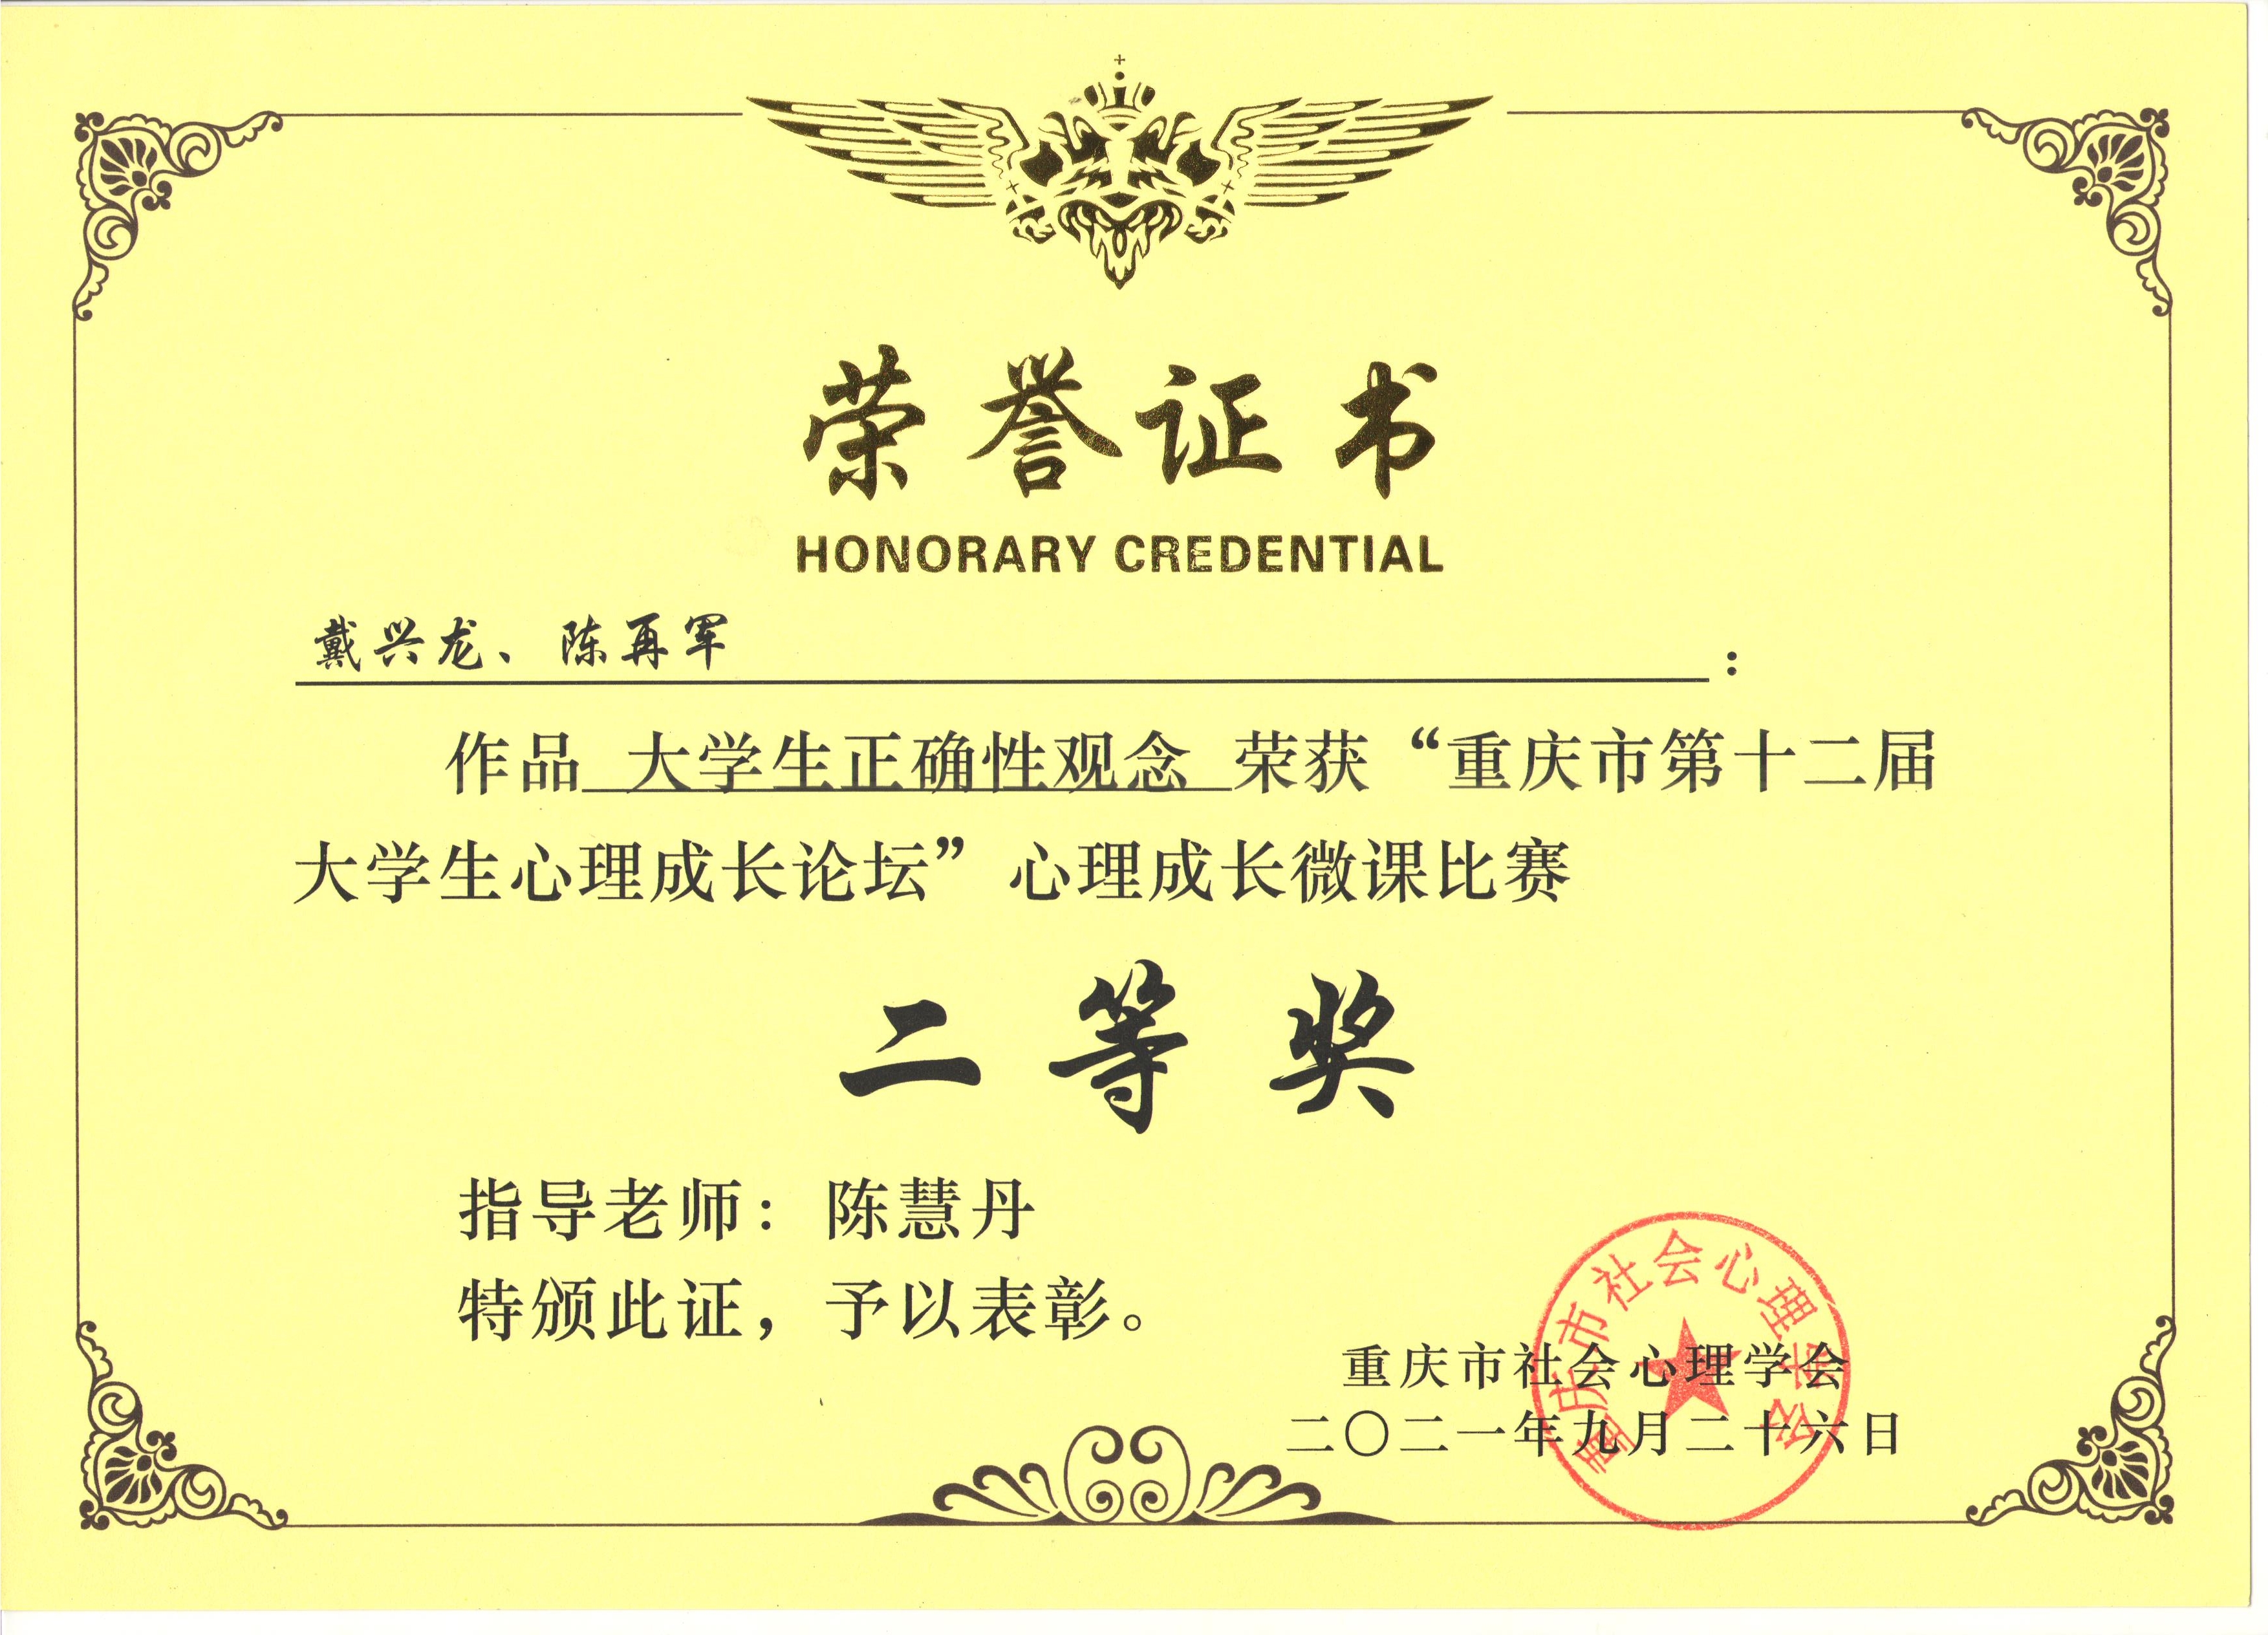 荣誉证书
HONORARY CREDENTIAL
戴兴龙、陈再军：
作品 大学生正确性观念 荣获“重庆市第十二届
大学生心理成长论坛”心理成长微课比赛
二等奖
指导老师：陈慧丹
特颁此证，予以表彰。
重庆市社会心理学会
二〇二一年九月二十六日
重庆市社会心理学会